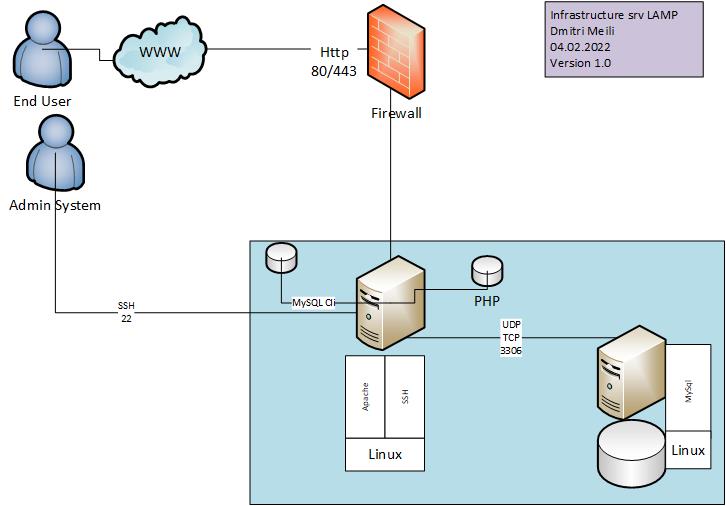 Infrastructure srv LAMP
Dmitri Meili
04.02.2022
Version 1.0
WWW
Http
80/443
End User
Firewall
Admin System
MySQL Cli
PHP
SSH
22
UDP
TCP
3306
Apache
SSH
Linux
MySql
Linux